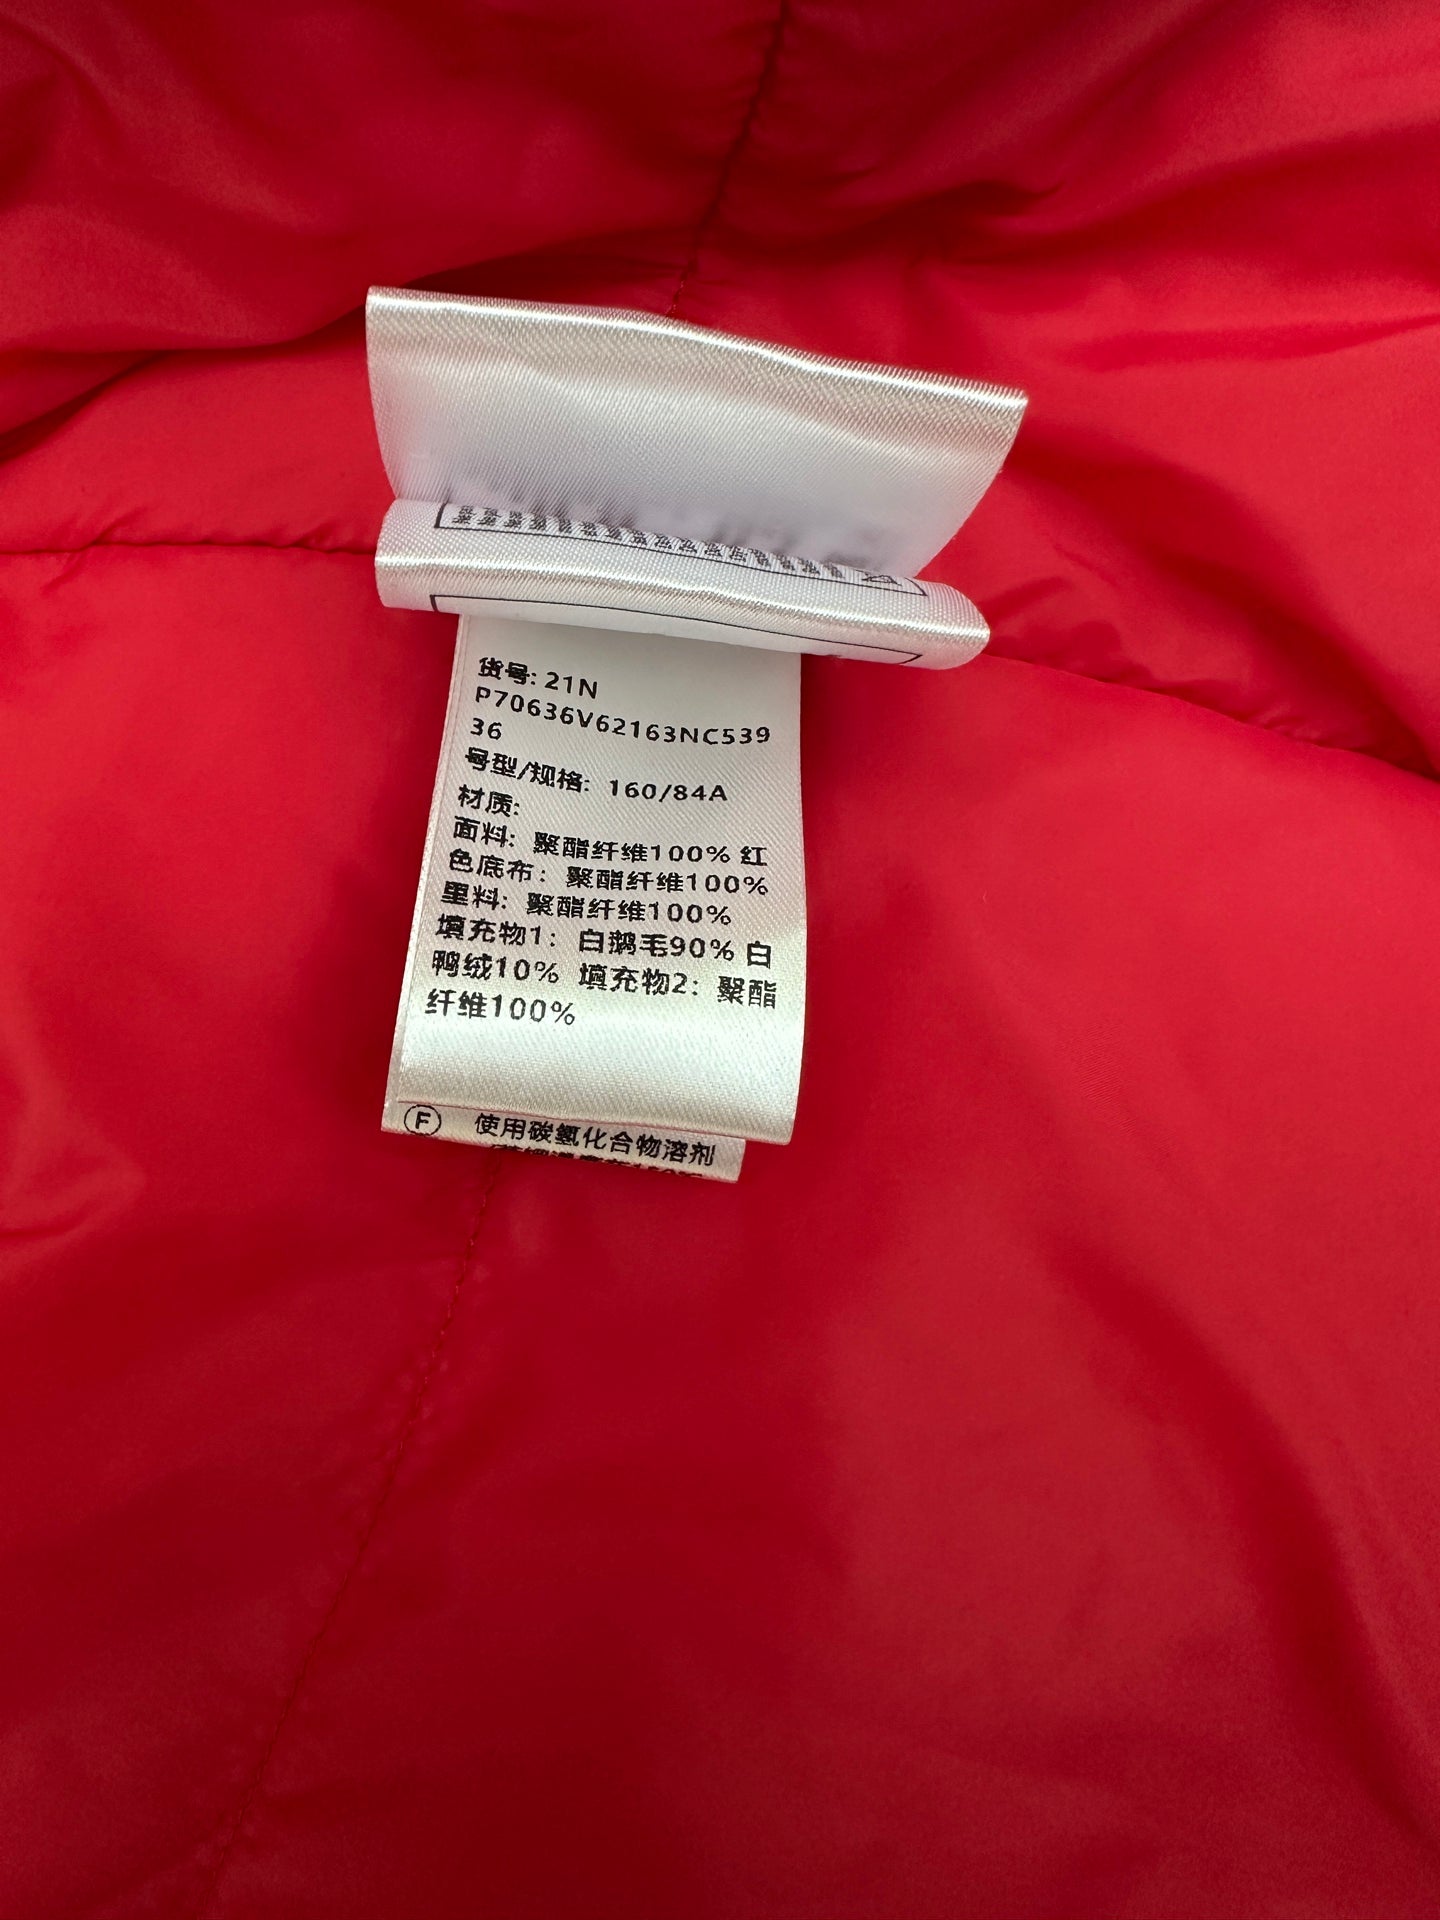 货号: 21N
P70636V62163NC539
36
号型/规格: 160/84A
材质:
面料: 聚酯纤维100% 红
色底布: 聚酯纤维100%
里料: 聚酯纤维100%
填充物1: 白鹅毛90% 白
鸭绒10% 填充物2: 聚酯
纤维100%
F 使用碳氢化合物溶剂